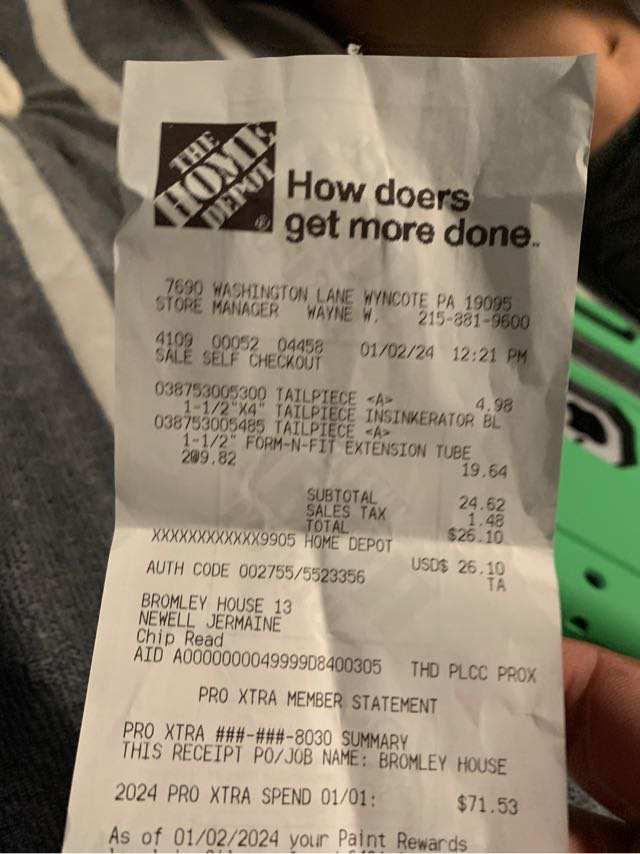 THE
HOME
DEPOT
®
How doers
get more done™
7690 WASHINGTON LANE WYNCOTE PA 19095
STORE MANAGER WAYNE W. 215-881-9600
4109 00052 04458 01/02/24 12:21 PM
SALE SELF CHECKOUT
038753005300 TAILPIECE <A> 4.98
1-1/2"X4" TAILPIECE INSINKERATOR BL
038753005485 TAILPIECE <A>
1-1/2" FORM-N-FIT EXTENSION TUBE
2@9.82 19.64
SUBTOTAL 24.62
SALES TAX 1.48
TOTAL $26.10
XXXXXXXXXXXX9905 HOME DEPOT
USD$ 26.10
AUTH CODE 002755/5523356 TA
BROMLEY HOUSE 13
NEWELL JERMAINE
Chip Read
AID A0000000049999D8400305 THD PLCC PROX
PRO XTRA MEMBER STATEMENT
PRO XTRA ###-###-8030 SUMMARY
THIS RECEIPT PO/JOB NAME: BROMLEY HOUSE
2024 PRO XTRA SPEND 01/01: $71.53
As of 01/02/2024 your Paint Rewards